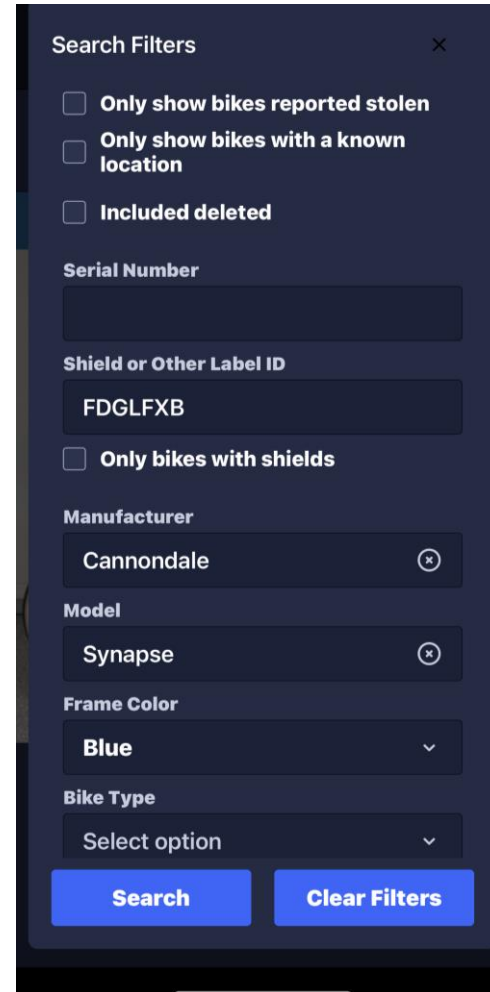 Search Filters
Only show bikes reported stolen
Only show bikes with a known
location
Included deleted
Serial Number
Shield or Other Label ID
FDGLFXB
Only bikes with shields
Manufacturer
Cannondale
Model
Synapse
Frame Color
Blue
Bike Type
Select option
Search
Clear Filters